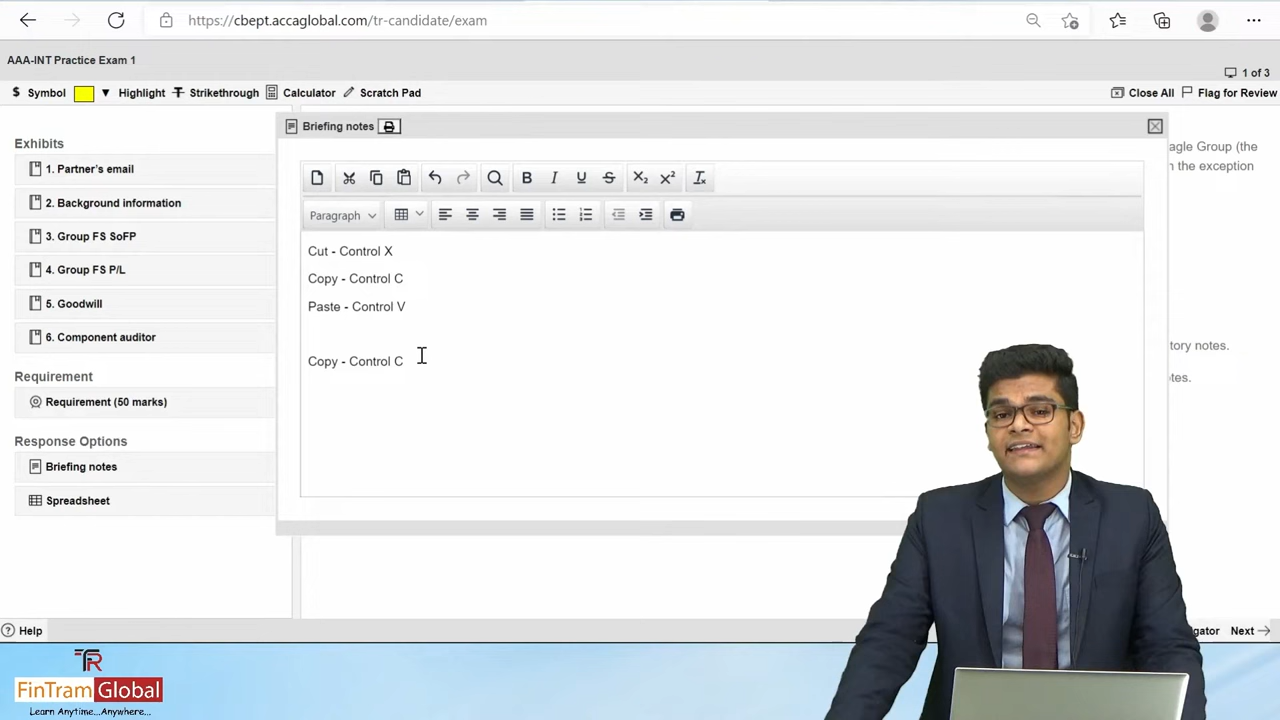 https://cbept.accaglobal.com/tr-candidate/exam
AAA-INT Practice Exam 1
1 of 3
$ Symbol Highlight Strikethrough Calculator Scratch Pad
Close All Flag for Review
Exhibits
1. Partner's email
2. Background information
3. Group FS SoFP
4. Group FS P/L
5. Goodwill
6. Component auditor
Requirement
Requirement (50 marks)
Response Options
Briefing notes
Spreadsheet
Briefing notes
B I U S X₂ X² Tx
Paragraph
Cut - Control X
Copy - Control C
Paste - Control V
Copy - Control C
agle Group (the
n the exception
tory notes.
tes.
? Help
gator Next
TR
FinTram Global
Learn Anytime...Anywhere...